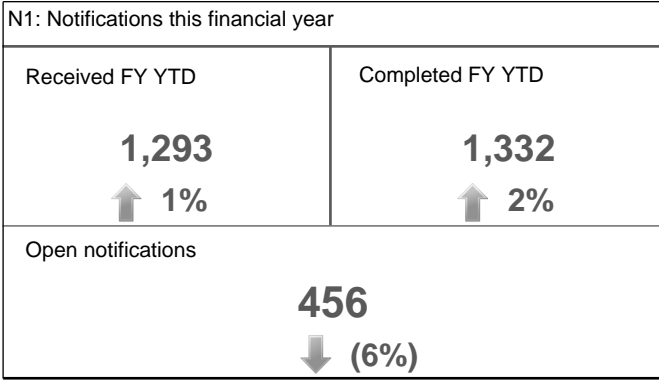 N1: Notifications this financial year
Received FY YTD
1,293
1%
Completed FY YTD
1,332
2%
Open notifications
456
(6%)